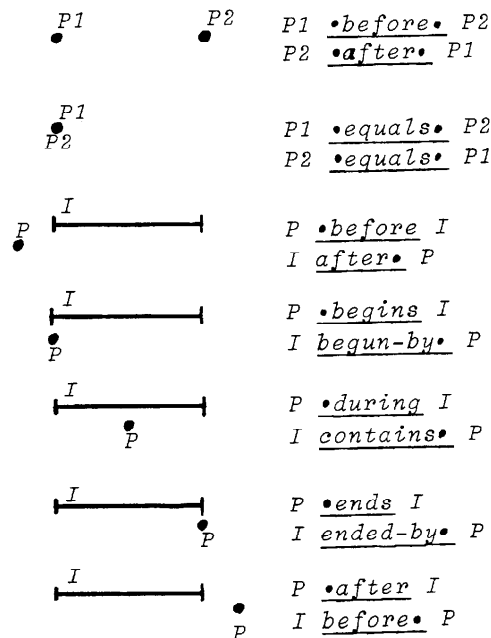 P1 P2 P1 •before• P2
P2 •after• P1
P1 P1 •equals• P2
P2 P2 •equals• P1
I
P P •before I
I after• P
I P •begins I
P I begun-by• P
I P •during I
P I contains• P
I P •ends I
P I ended-by• P
I P •after I
P I before• P